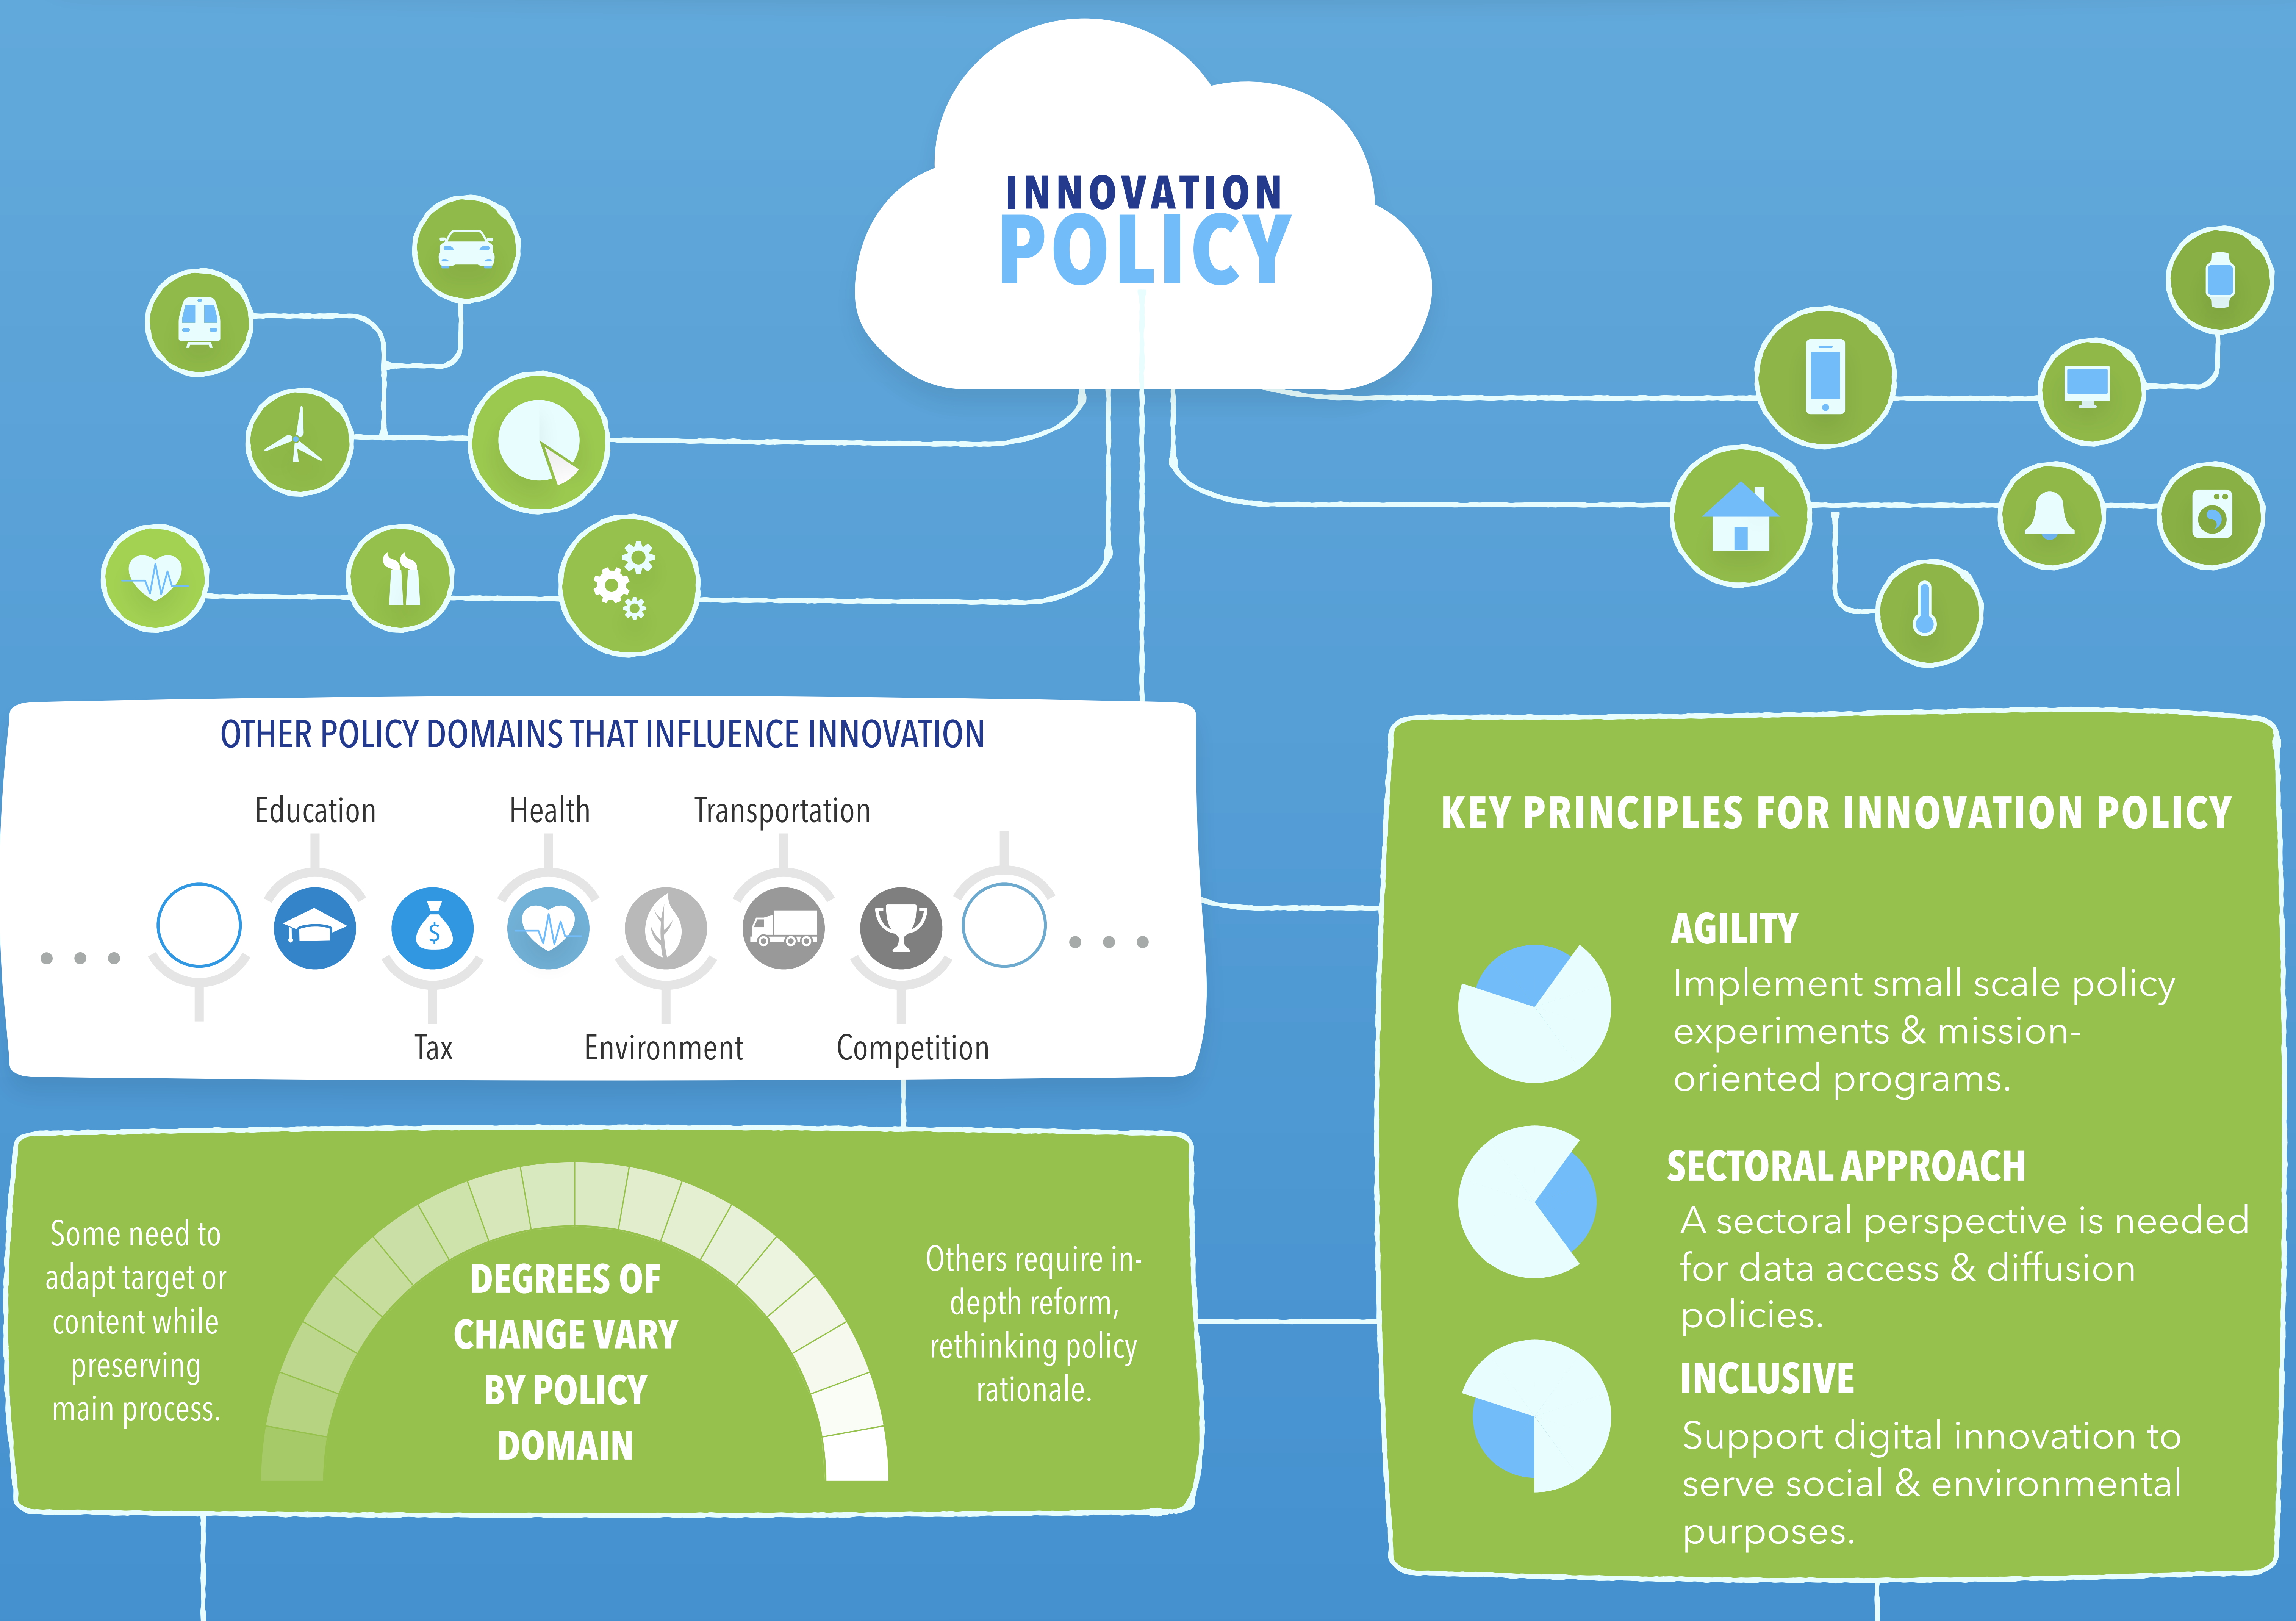 INNOVATION
POLICY
OTHER POLICY DOMAINS THAT INFLUENCE INNOVATION
Education
Health
Transportation
$
Tax
Environment
Competition
Some need to
adapt target or
content while
preserving
main process.
DEGREES OF
CHANGE VARY
BY POLICY
DOMAIN
Others require in-
depth reform,
rethinking policy
rationale.
KEY PRINCIPLES FOR INNOVATION POLICY
AGILITY
Implement small scale policy
experiments & mission-
oriented programs.
SECTORAL APPROACH
A sectoral perspective is needed
for data access & diffusion
policies.
INCLUSIVE
Support digital innovation to
serve social & environmental
purposes.